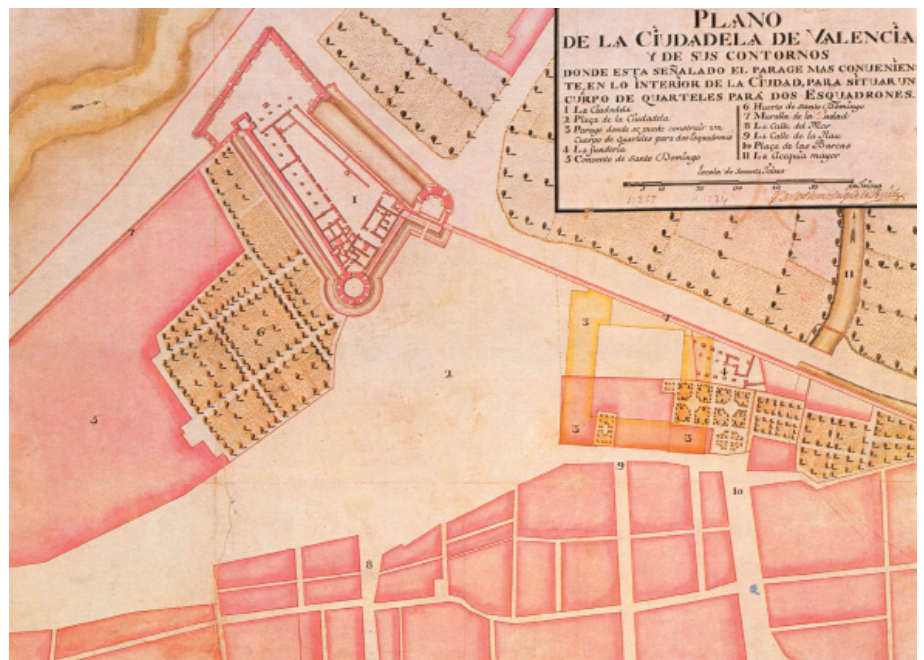 PLANO
DE LA CIUDADELA DE VALENCIA
Y DE SUS CONTORNOS
DONDE ESTA SEÑALADO EL PARAGE MAS CONUENIEN-
TE, EN LO INTERIOR DE LA CIUDAD, PARA SITUAR UN
CUERPO DE QUARTELES PARA DOS ESQUADRONES.
1 La Ciudadela
2 Plaça de la Ciudadela
3 Parage donde se puede construir un
Cuerpo de Quarteles para dos Esquadrones
4 La funderia
5 Convento de Santo Domingo
6 Huerto de Santo Domingo
7 Muralla de la Ciudad
8 La Calle del Mar
9 La Calle de la Nau
10 Plaça de las Barcas
11 La Acequia mayor
Escala de
1
7
11
6
3
7
2
4
5
3
3
9
10
8